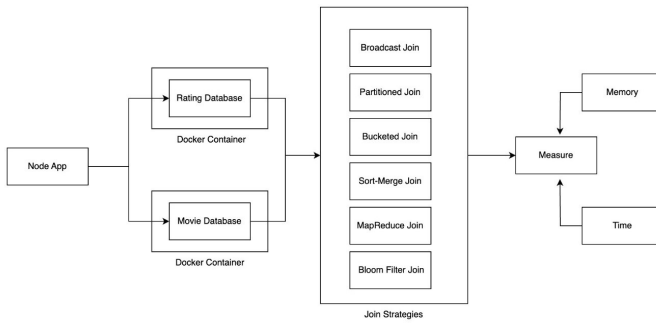 Node App
Rating Database
Docker Container
Movie Database
Docker Container
Broadcast Join
Partitioned Join
Bucketed Join
Sort-Merge Join
MapReduce Join
Bloom Filter Join
Join Strategies
Measure
Memory
Time